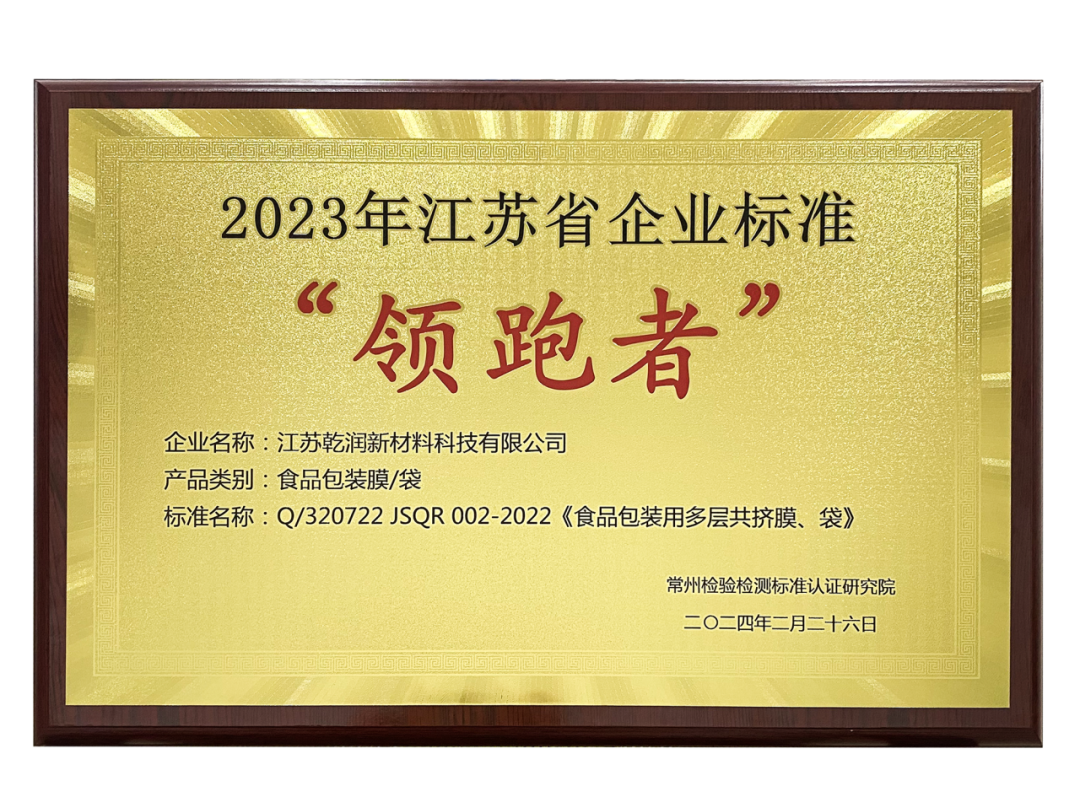 2023年江苏省企业标准
“领跑者”
企业名称：江苏乾润新材料科技有限公司
产品类别：食品包装膜/袋
标准名称：Q/320722 JSQR 002-2022《食品包装用多层共挤膜、袋》
常州检验检测标准认证研究院
二〇二四年二月二十六日